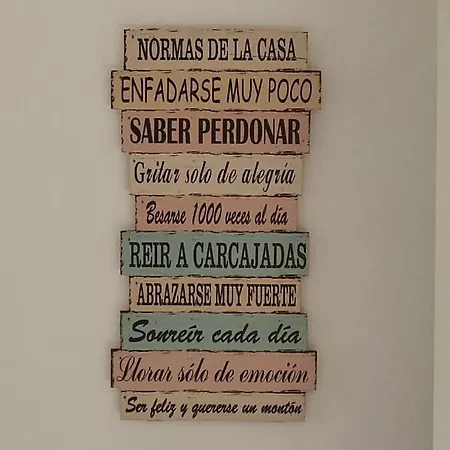 NORMAS DE LA CASA
ENFADARSE MUY POCO
SABER PERDONAR
Gritar solo de alegría
Besarse 1000 veces al día
REIR A CARCAJADAS
ABRAZARSE MUY FUERTE
Sonreír cada día
Llorar sólo de emoción
Ser feliz y quererse un montón